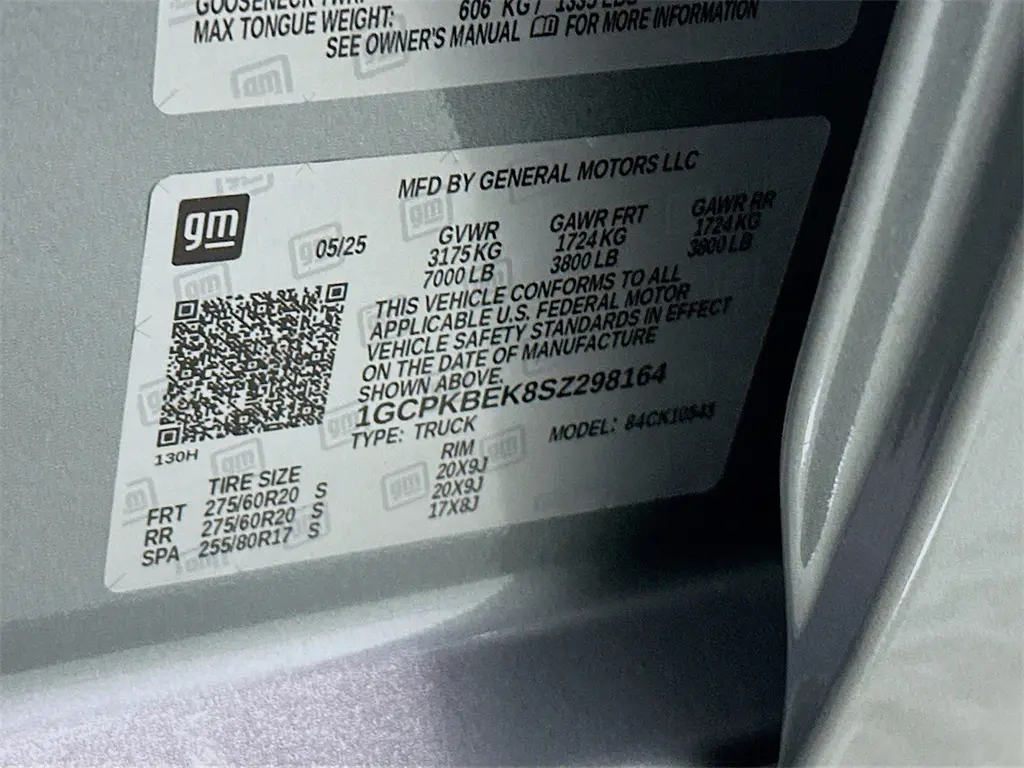 GOOSENECK TWR:
MAX TONGUE WEIGHT: 606 KG / 1335 LBS
SEE OWNER'S MANUAL FOR MORE INFORMATION
MFD BY GENERAL MOTORS LLC
gm
05/25
GVWR GAWR FRT GAWR RR
3175 KG 1724 KG 1724 KG
7000 LB 3800 LB 3800 LB
THIS VEHICLE CONFORMS TO ALL
APPLICABLE U.S. FEDERAL MOTOR
VEHICLE SAFETY STANDARDS IN EFFECT
ON THE DATE OF MANUFACTURE
SHOWN ABOVE.
1GCPKBEK8SZ298164
TYPE: TRUCK MODEL:
130H
TIRE SIZE RIM
FRT 275/60R20 S 20X9J
RR 275/60R20 S 20X9J
SPA 255/80R17 S 17X8J